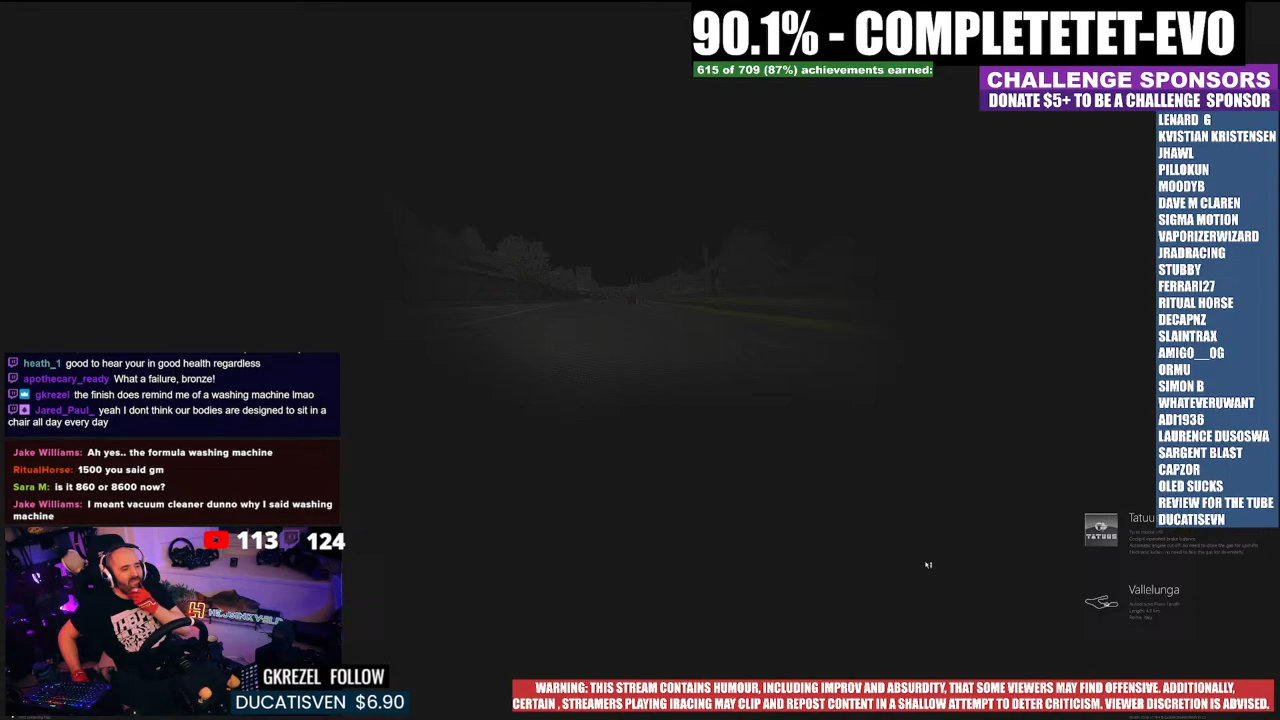 90.1% - COMPLETETET-EVO
615 of 709 (87%) achievements earned:
CHALLENGE SPONSORS
DONATE $5+ TO BE A CHALLENGE SPONSOR
LENARD G
KVISTIAN KRISTENSEN
JHAWL
PILLOKUN
MOODYB
DAVE M CLAREN
SIGMA MOTION
VAPORIZERWIZARD
JRADRACING
STUBBY
FERRARI27
RITUAL HORSE
DECAPNZ
SLAINTRAX
AMIGO__OG
ORMU
SIMON B
WHATEVERUWANT
ADI1936
LAURENCE DUSOSWA
SARGENT BLA$T
CAPZOR
OLED SUCKS
REVIEW FOR THE TUBE
DUCATISEVN
heath_1 good to hear your in good health regardless
apothecary_ready What a failure, bronze!
gkrezel the finish does remind me of a washing machine lmao
Jared_Paul_ yeah I dont think our bodies are designed to sit in a
chair all day every day
Jake Williams: Ah yes.. the formula washing machine
RitualHorse: 1500 you said gm
Sara M: is it 860 or 8600 now?
Jake Williams: I meant vacuum cleaner dunno why I said washing
machine
113 124
GKREZEL FOLLOW
DUCATISVEN $6.90
TATUUS
Tatuu
Vallelunga
WARNING: THIS STREAM CONTAINS HUMOUR, INCLUDING IMPROV AND ABSURDITY, THAT SOME VIEWERS MAY FIND OFFENSIVE. ADDITIONALLY,
CERTAIN , STREAMERS PLAYING IRACING MAY CLIP AND REPOST CONTENT IN A SHALLOW ATTEMPT TO DETER CRITICISM. VIEWER DISCRETION IS ADVISED.